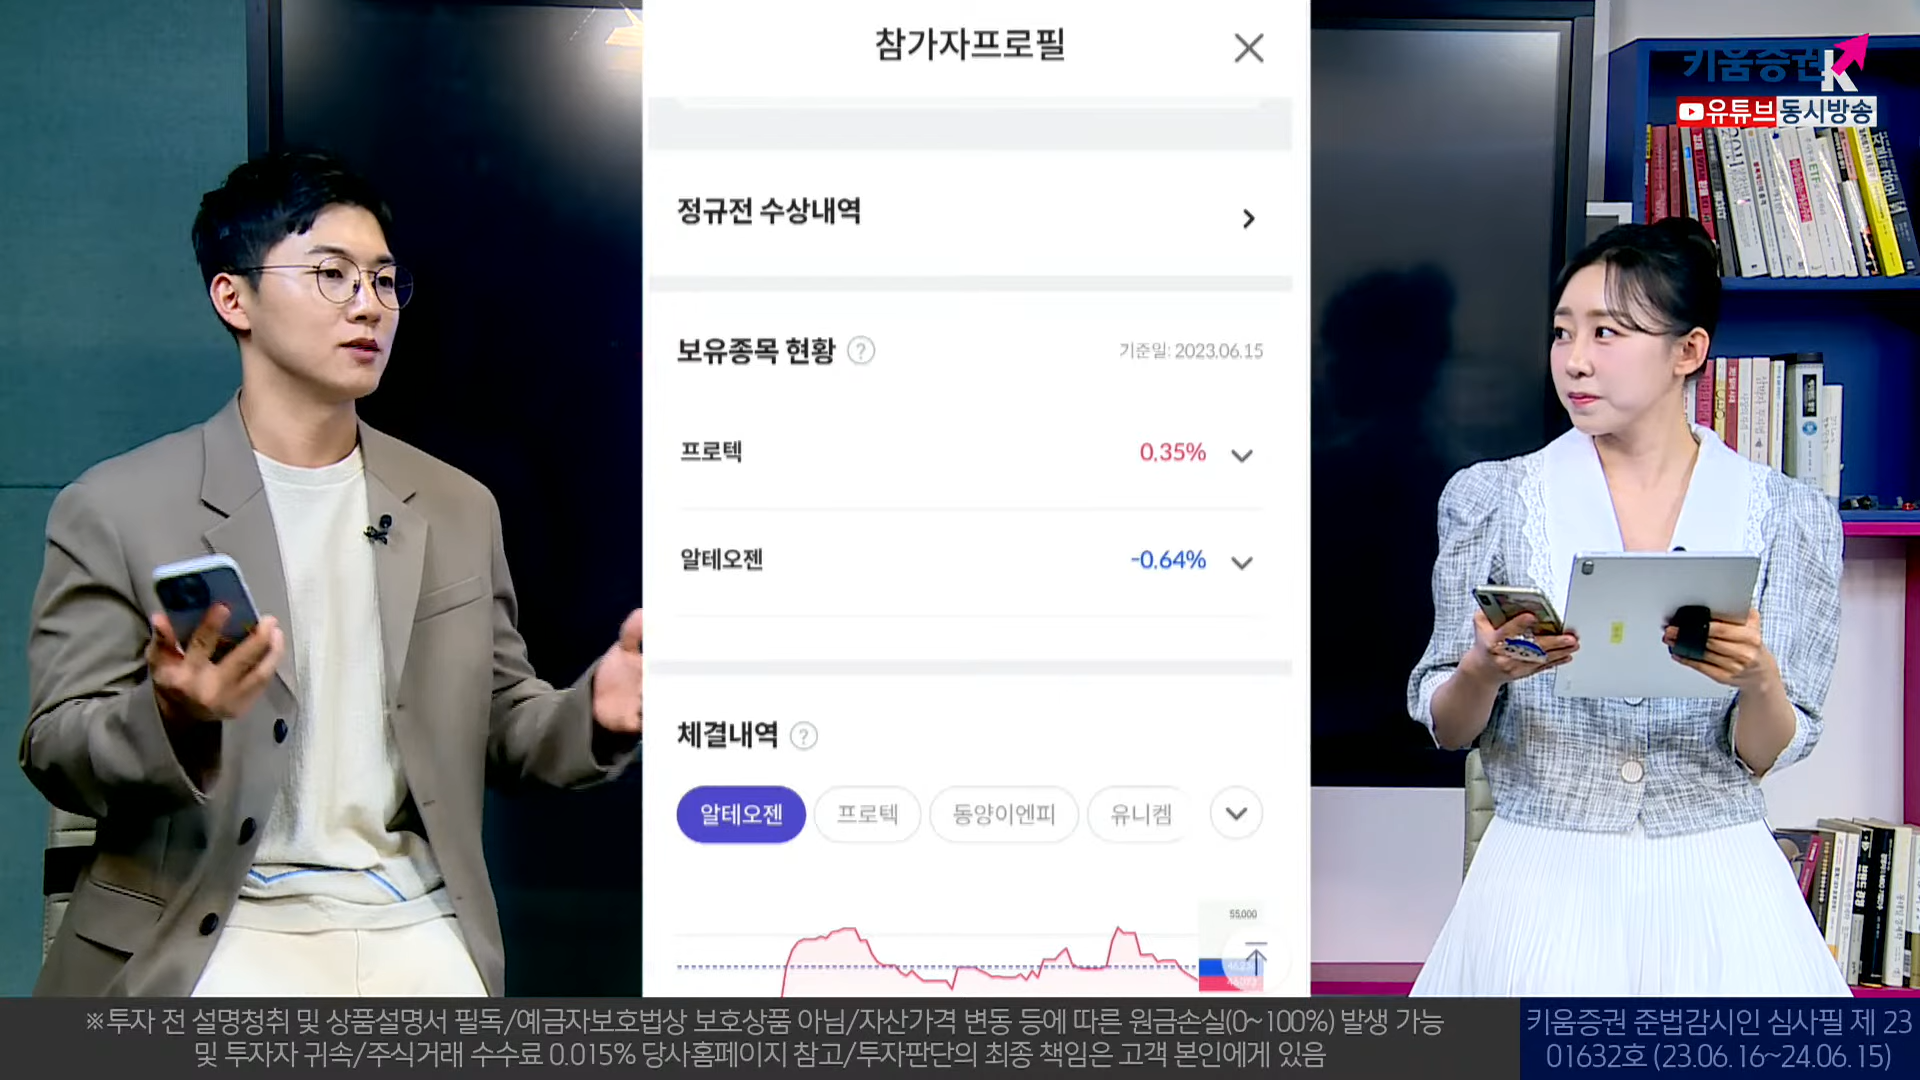 참가자프로필
키움증권
유튜브 동시방송
정규전 수상내역
보유종목 현황 ?
기준일: 2023.06.15
프로텍 0.35%
알테오젠 -0.64%
체결내역 ?
알테오젠 프로텍 동양이엔피 유니켐
55,000
※투자 전 설명청취 및 상품설명서 필독/예금자보호법상 보호상품 아님/자산가격 변동 등에 따른 원금손실(0~100%) 발생 가능
및 투자자 귀속/주식거래 수수료 0.015% 당사홈페이지 참고/투자판단의 최종 책임은 고객 본인에게 있음
키움증권 준법감시인 심사필 제 23
01632호 (23.06.16~24.06.15)